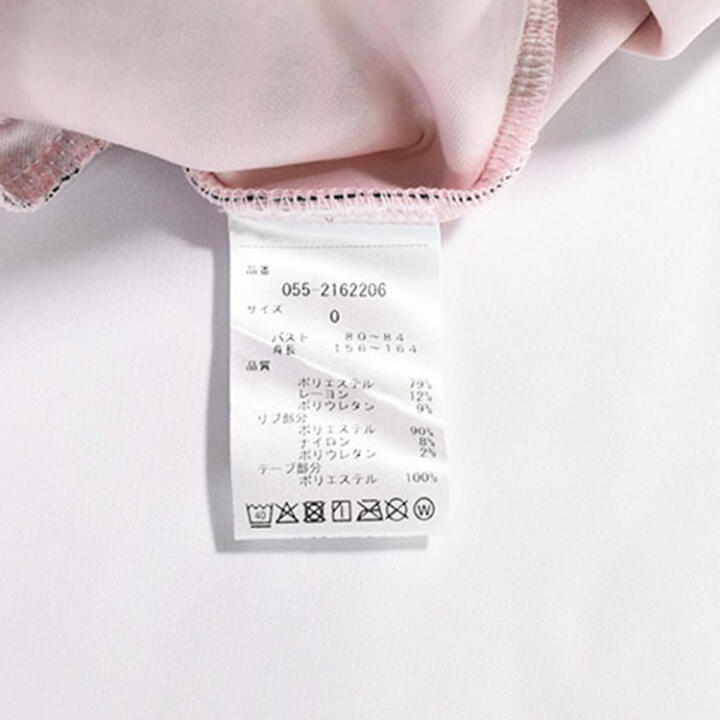 品番
055-2162206
サイズ
0
バスト 80~84
身長 156~164
品質
ポリエステル 79%
レーヨン 12%
ポリウレタン 9%
リブ部分
ポリエステル 90%
ナイロン 8%
ポリウレタン 2%
テープ部分
ポリエステル 100%
40 W